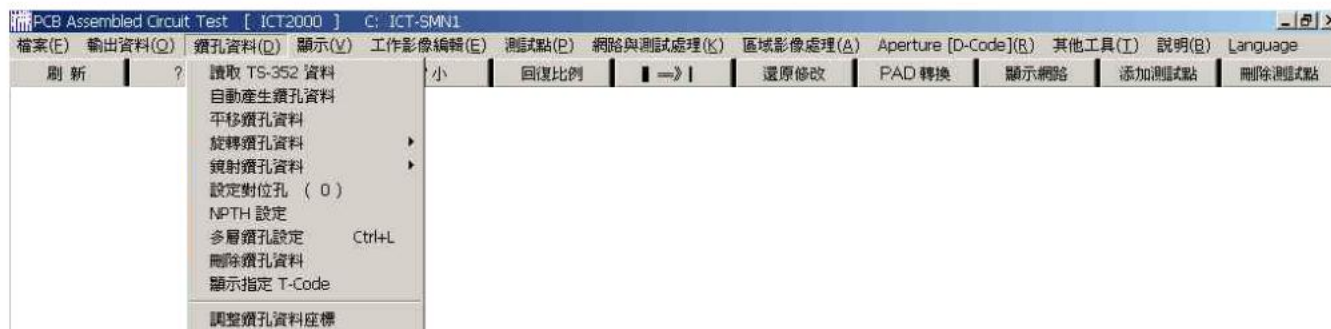 PCB Assembled Circuit Test [ ICT2000 ] C: ICT-SMN1
檔案(F) 輸出資料(O) 鑽孔資料(D) 顯示(V) 工作影像編輯(E) 測試點(P) 網路與測試處理(K) 區域影像處理(A) Aperture [D-Code](R) 其他工具(T) 說明(B) Language
刷 新 ? 小 回復比例 ▌═》▏ 還原修改 PAD 轉換 顯示網路 添加測試點 刪除測試點
讀取 TS-352 資料
自動產生鑽孔資料
平移鑽孔資料
旋轉鑽孔資料
鏡射鑽孔資料
設定對位孔 ( 0 )
NPTH 設定
多層鑽孔設定 Ctrl+L
刪除鑽孔資料
顯示指定 T-Code
調整鑽孔資料座標